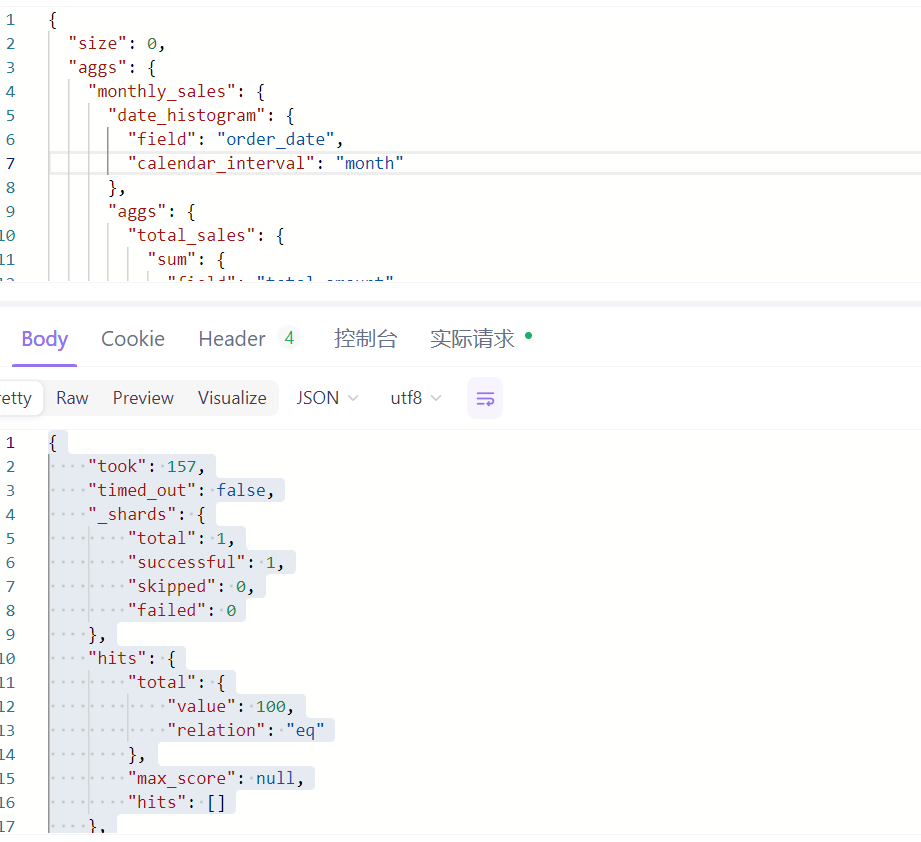 1 {
2 "size": 0,
3 "aggs": {
4 "monthly_sales": {
5 "date_histogram": {
6 "field": "order_date",
7 "calendar_interval": "month"
8 },
9 "aggs": {
10 "total_sales": {
11 "sum": {
"field": "total_amount"
Body Cookie Header 4 控制台 实际请求
etty Raw Preview Visualize JSON utf8
1 {
2 "took": 157,
3 "timed_out": false,
4 "_shards": {
5 "total": 1,
6 "successful": 1,
7 "skipped": 0,
8 "failed": 0
9 },
10 "hits": {
11 "total": {
12 "value": 100,
13 "relation": "eq"
14 },
15 "max_score": null,
16 "hits": []
17 },